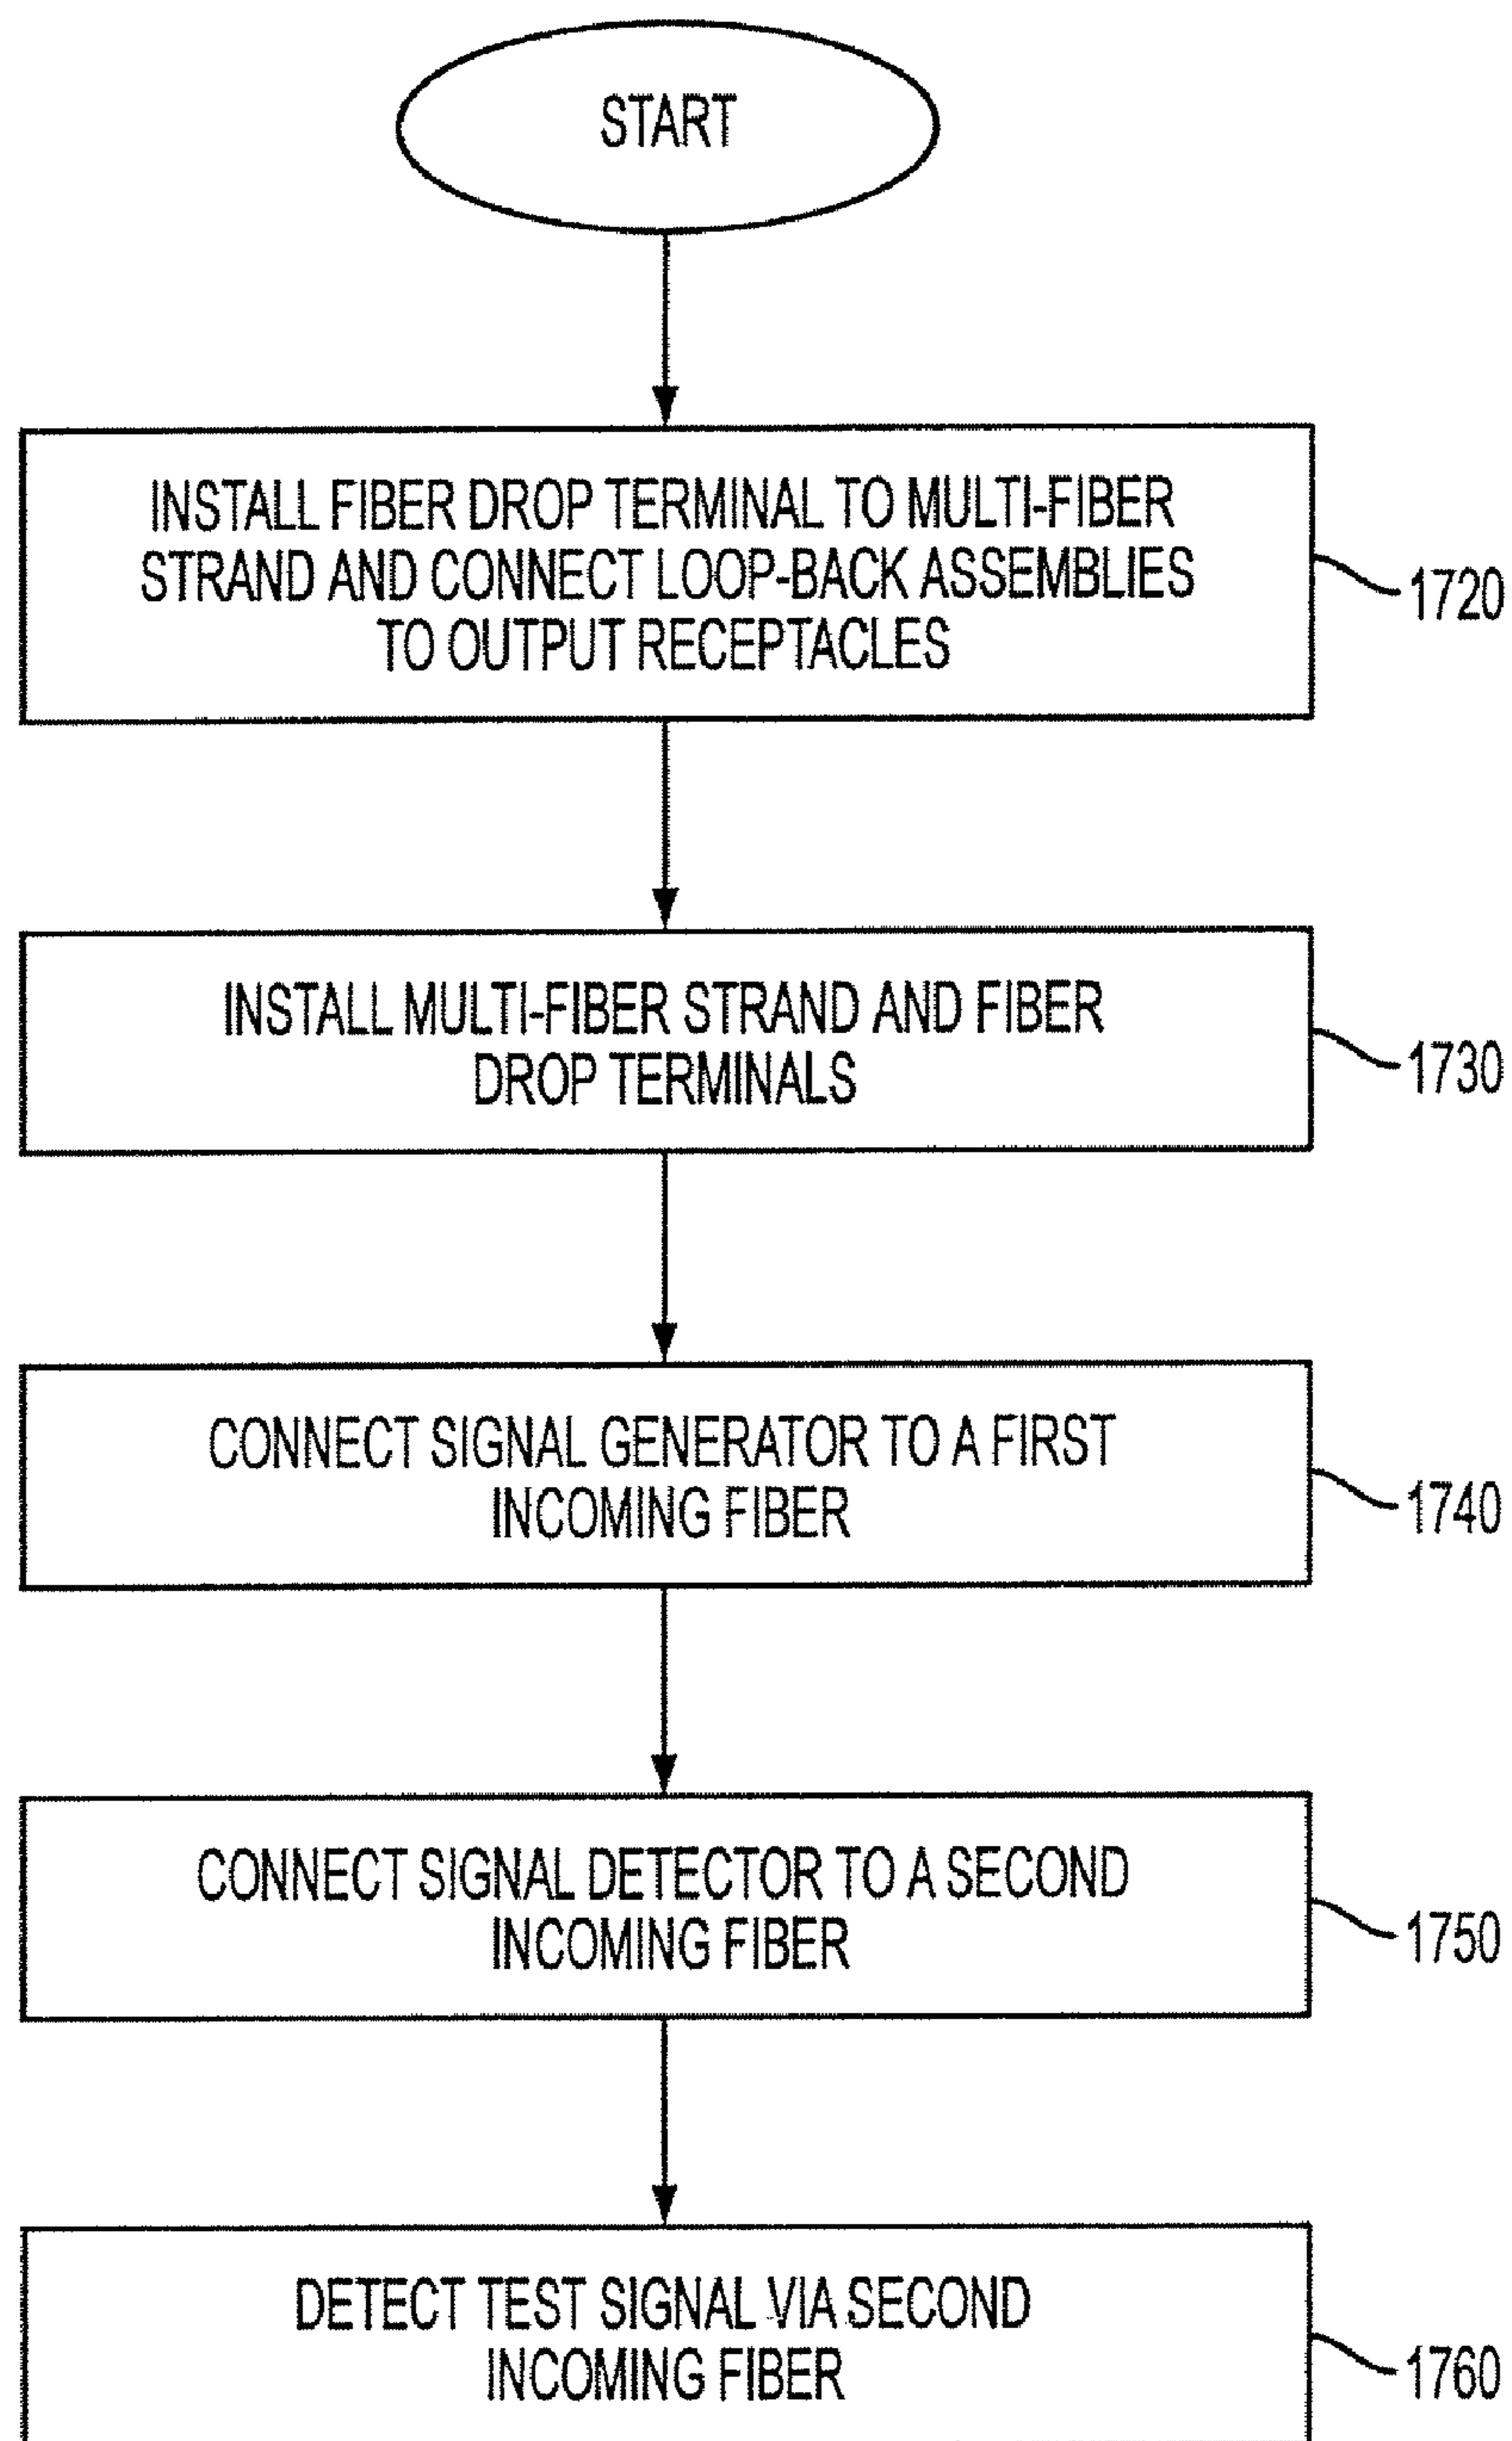 START
INSTALL FIBER DROP TERMINAL TO MULTI-FIBER
STRAND AND CONNECT LOOP-BACK ASSEMBLIES
TO OUTPUT RECEPTACLES
1720
INSTALL MULTI-FIBER STRAND AND FIBER
DROP TERMINALS
1730
CONNECT SIGNAL GENERATOR TO A FIRST
INCOMING FIBER
1740
CONNECT SIGNAL DETECTOR TO A SECOND
INCOMING FIBER
1750
DETECT TEST SIGNAL VIA SECOND
INCOMING FIBER
1760